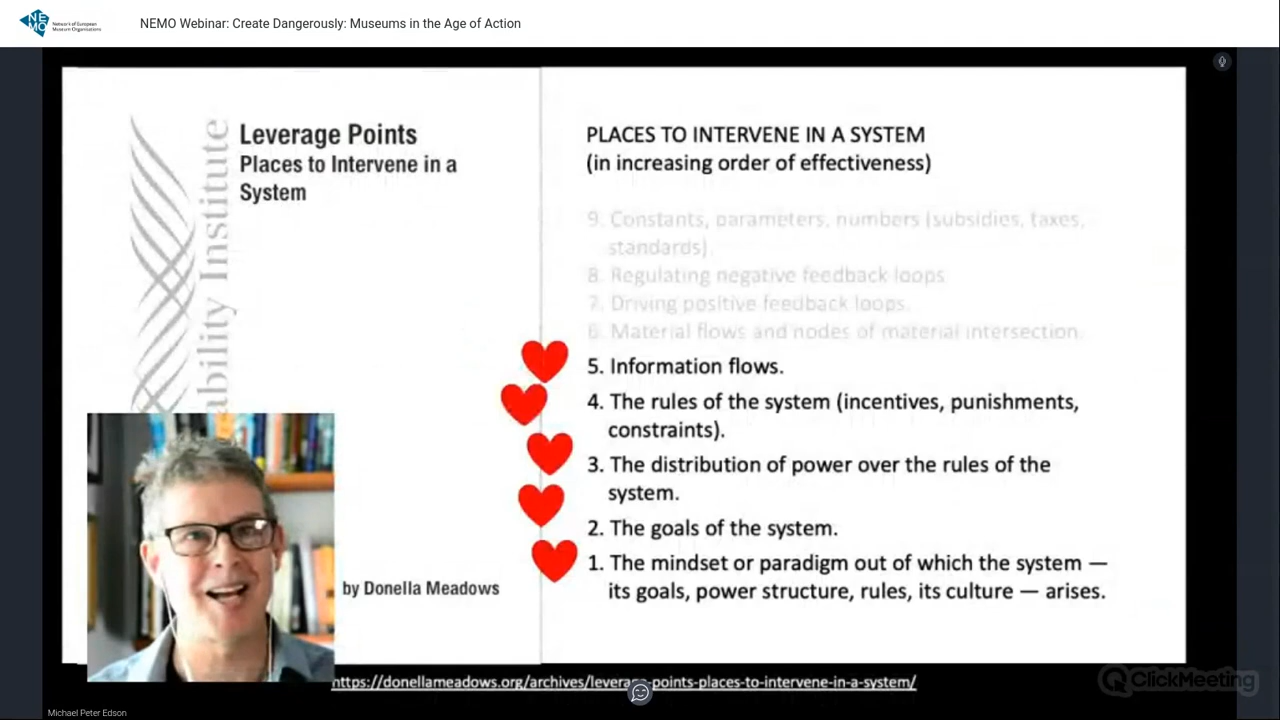 NEMO
Network of European
Museum Organisations
NEMO Webinar: Create Dangerously: Museums in the Age of Action
ability Institute
Leverage Points
Places to Intervene in a
System
by Donella Meadows
PLACES TO INTERVENE IN A SYSTEM
(in increasing order of effectiveness)
9. Constants, parameters, numbers (subsidies, taxes,
standards).
8. Regulating negative feedback loops
7. Driving positive feedback loops.
6. Material flows and nodes of material intersection.
5. Information flows.
4. The rules of the system (incentives, punishments,
constraints).
3. The distribution of power over the rules of the
system.
2. The goals of the system.
1. The mindset or paradigm out of which the system —
its goals, power structure, rules, its culture — arises.
https://donellameadows.org/archives/leverage-points-places-to-intervene-in-a-system/
ClickMeeting
Michael Peter Edson